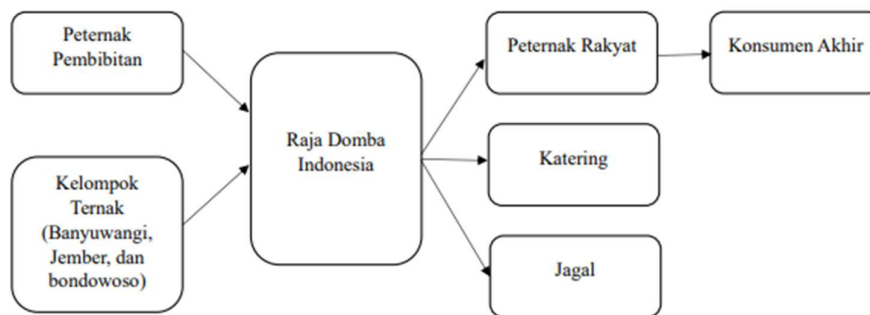 Peternak
Pembibitan
Kelompok
Ternak
(Banyuwangi,
Jember, dan
bondowoso)
Raja Domba
Indonesia
Peternak Rakyat
Konsumen Akhir
Katering
Jagal